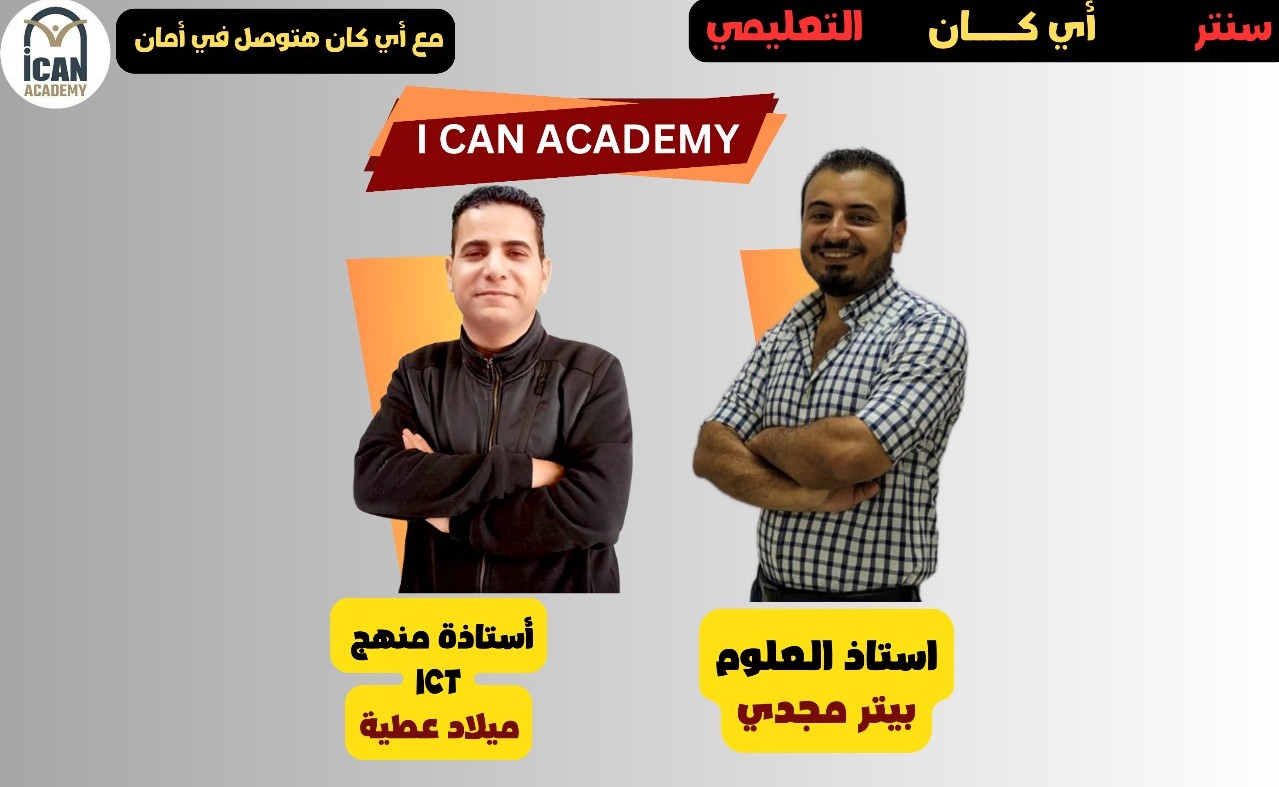 سنتر أي كـــــان التعليمي
مع أي كان هتوصل في أمان
iCAN
ACADEMY
I CAN ACADEMY
استاذ العلوم
بيتر مجدي
أستاذة منهج
ICT
ميلاد عطية